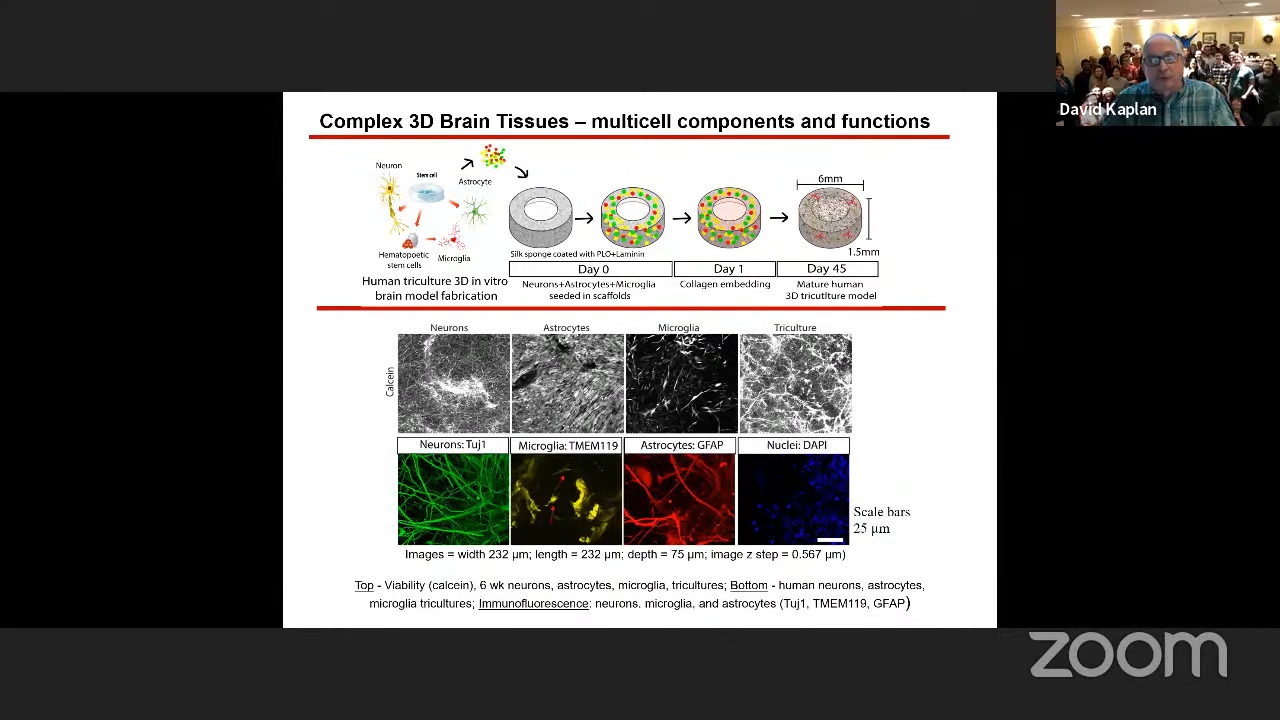 David Kaplan
Complex 3D Brain Tissues – multicell components and functions
Neuron
Stem cell
Astrocyte
Hematopoetic
stem cells
Microglia
Human triculture 3D in vitro
brain model fabrication
Silk sponge coated with PLO+Laminin
6mm
1.5mm
Day 0
Day 1
Day 45
Neurons+Astrocytes+Microglia
seeded in scaffolds
Collagen embedding
Mature human
3D tricutlture model
Neurons
Astrocytes
Microglia
Triculture
Calcein
Neurons: Tuj1
Microglia: TMEM119
Astrocytes: GFAP
Nuclei: DAPI
Scale bars
25 µm
Images = width 232 µm; length = 232 µm; depth = 75 µm; image z step = 0.567 µm)
Top - Viability (calcein), 6 wk neurons, astrocytes, microglia, tricultures; Bottom - human neurons, astrocytes,
microglia tricultures; Immunofluorescence: neurons. microglia, and astrocytes (Tuj1, TMEM119, GFAP)
zoom